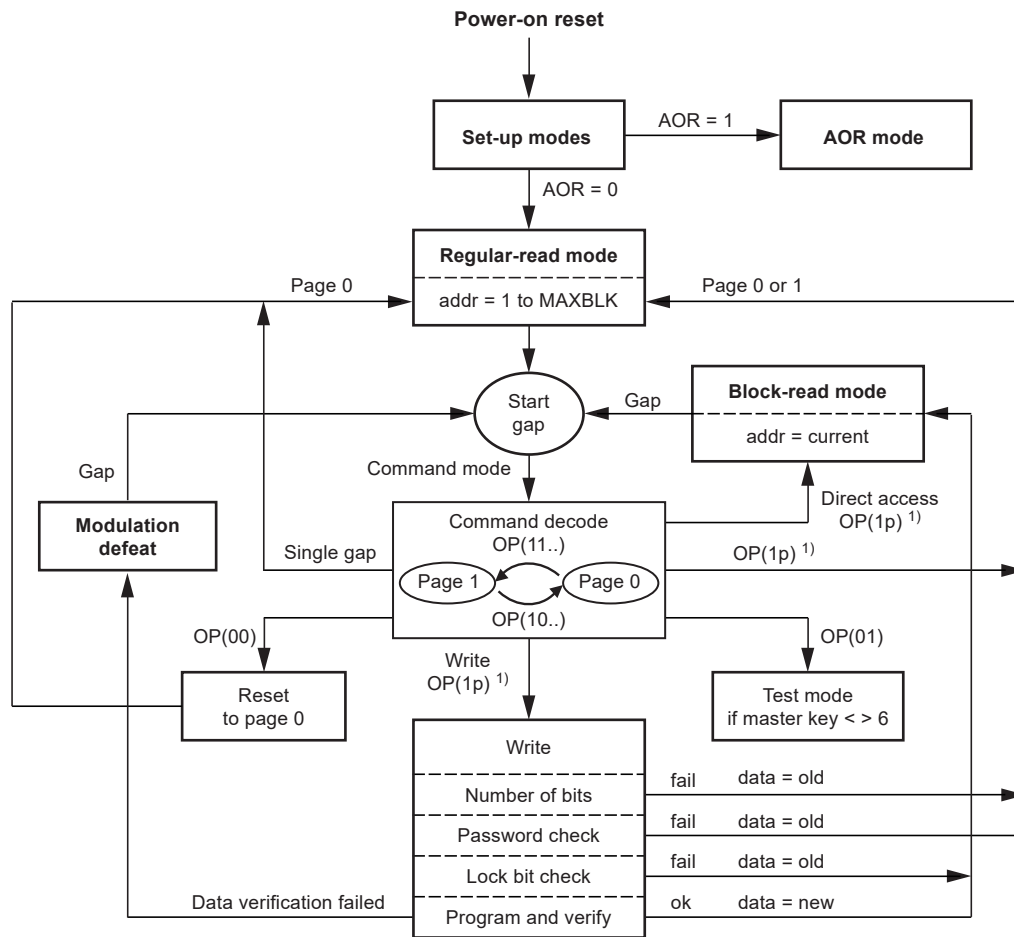 Power-on reset
Set-up modes
AOR = 1
AOR mode
AOR = 0
Regular-read mode
Page 0
addr = 1 to MAXBLK
Page 0 or 1
Start
gap
Gap
Block-read mode
addr = current
Command mode
Gap
Modulation
defeat
Direct access
OP(1p) 1)
Command decode
OP(11..)
Single gap
Page 1
Page 0
OP(10..)
OP(1p) 1)
OP(00)
OP(01)
Write
OP(1p) 1)
Reset
to page 0
Test mode
if master key < > 6
Write
Number of bits
fail data = old
Password check
fail data = old
Lock bit check
fail data = old
Data verification failed
Program and verify
ok data = new